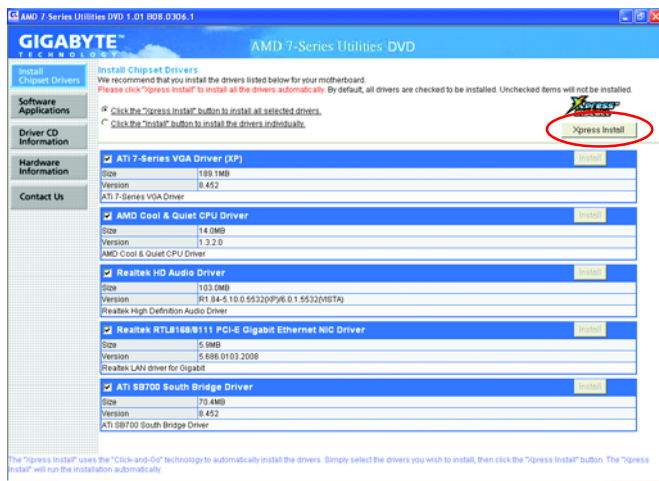 AMD 7-Series Utilities DVD 1.01 B08.0306.1
GIGABYTE™
TECHNOLOGY
AMD 7-Series Utilities DVD
Install
Chipset Drivers
Software
Applications
Driver CD
Information
Hardware
Information
Contact Us
Install Chipset Drivers
We recommend that you install the drivers listed below for your motherboard.
Please click "Xpress Install" to install all the drivers automatically. By default, all drivers are checked to be installed. Unchecked items will not be installed.
Click the "Xpress Install" button to install all selected drivers.
Click the "Install" button to install the drivers individually.
Xpress
Install
Xpress Install
ATi 7-Series VGA Driver (XP)
Install
Size 189.1MB
Version 8.452
ATi 7-Series VGA Driver
AMD Cool & Quiet CPU Driver
Install
Size 14.0MB
Version 1.3.2.0
AMD Cool & Quiet CPU Driver
Realtek HD Audio Driver
Install
Size 103.0MB
Version R1.84-5.10.0.5532(XP)/6.0.1.5532(VISTA)
Realtek High Definition Audio Driver
Realtek RTL8168/8111 PCI-E Gigabit Ethernet NIC Driver
Install
Size 5.9MB
Version 5.686.0103.2008
Realtek LAN driver for Gigabit
ATi SB700 South Bridge Driver
Install
Size 70.4MB
Version 8.452
ATi SB700 South Bridge Driver
The "Xpress Install" uses the "Click-and-Go" technology to automatically install the drivers. Simply select the drivers you wish to install, then click the "Xpress Install" button. The "Xpress
Install" will run the installation automatically.